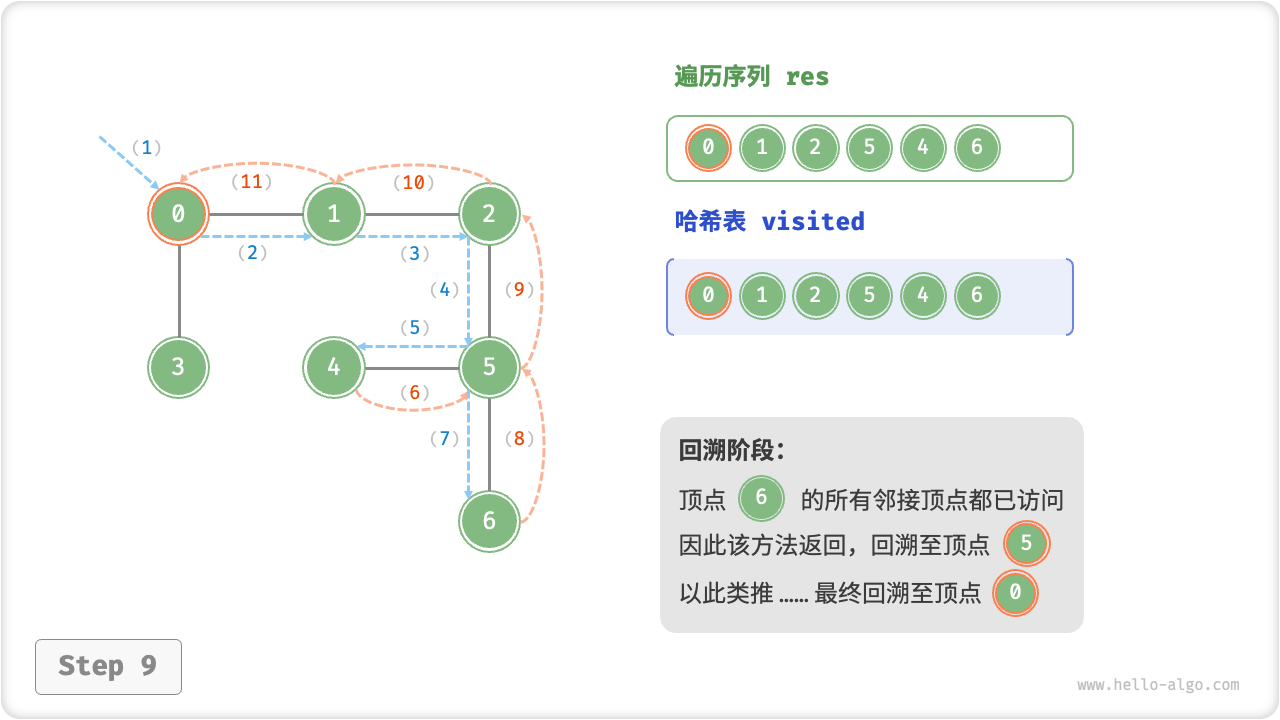 遍历序列 res
0 1 2 5 4 6
哈希表 visited
0 1 2 5 4 6
(1)
(11)
(10)
0
1
2
(2)
(3)
(4)
(9)
(5)
3
4
5
(6)
(7)
(8)
6
回溯阶段：
顶点 6 的所有邻接顶点都已访问
因此该方法返回，回溯至顶点 5
以此类推 …… 最终回溯至顶点 0
Step 9
www.hello-algo.com